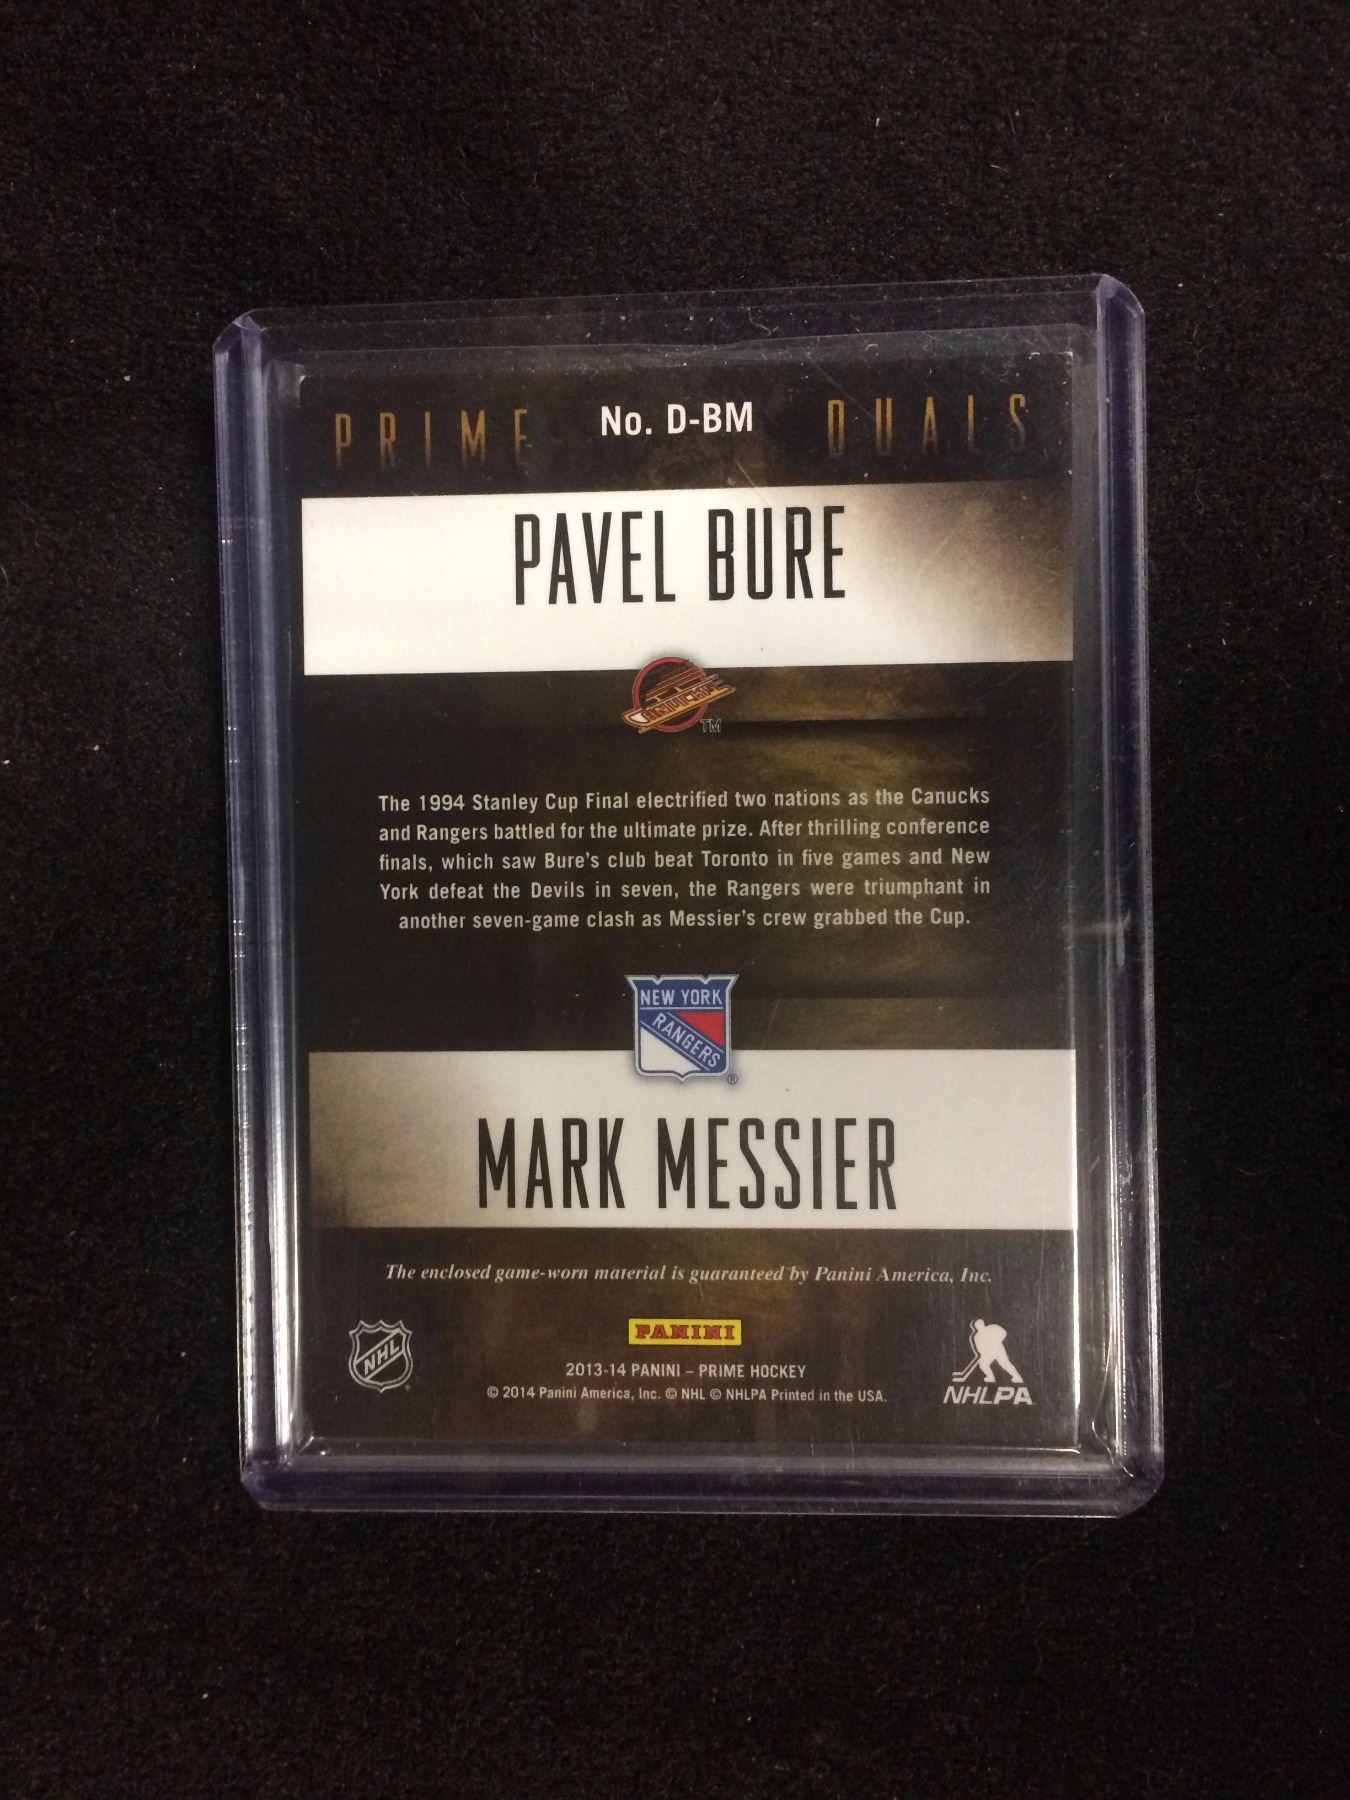 PRIME No. D-BM DUALS
PAVEL BURE
CANUCKS
TM
The 1994 Stanley Cup Final electrified two nations as the Canucks
and Rangers battled for the ultimate prize. After thrilling conference
finals, which saw Bure's club beat Toronto in five games and New
York defeat the Devils in seven, the Rangers were triumphant in
another seven-game clash as Messier's crew grabbed the Cup.
NEW YORK
RANGERS
®
MARK MESSIER
The enclosed game-worn material is guaranteed by Panini America, Inc.
NHL
PANINI
2013-14 PANINI – PRIME HOCKEY
© 2014 Panini America, Inc. © NHL © NHLPA Printed in the USA.
NHLPA